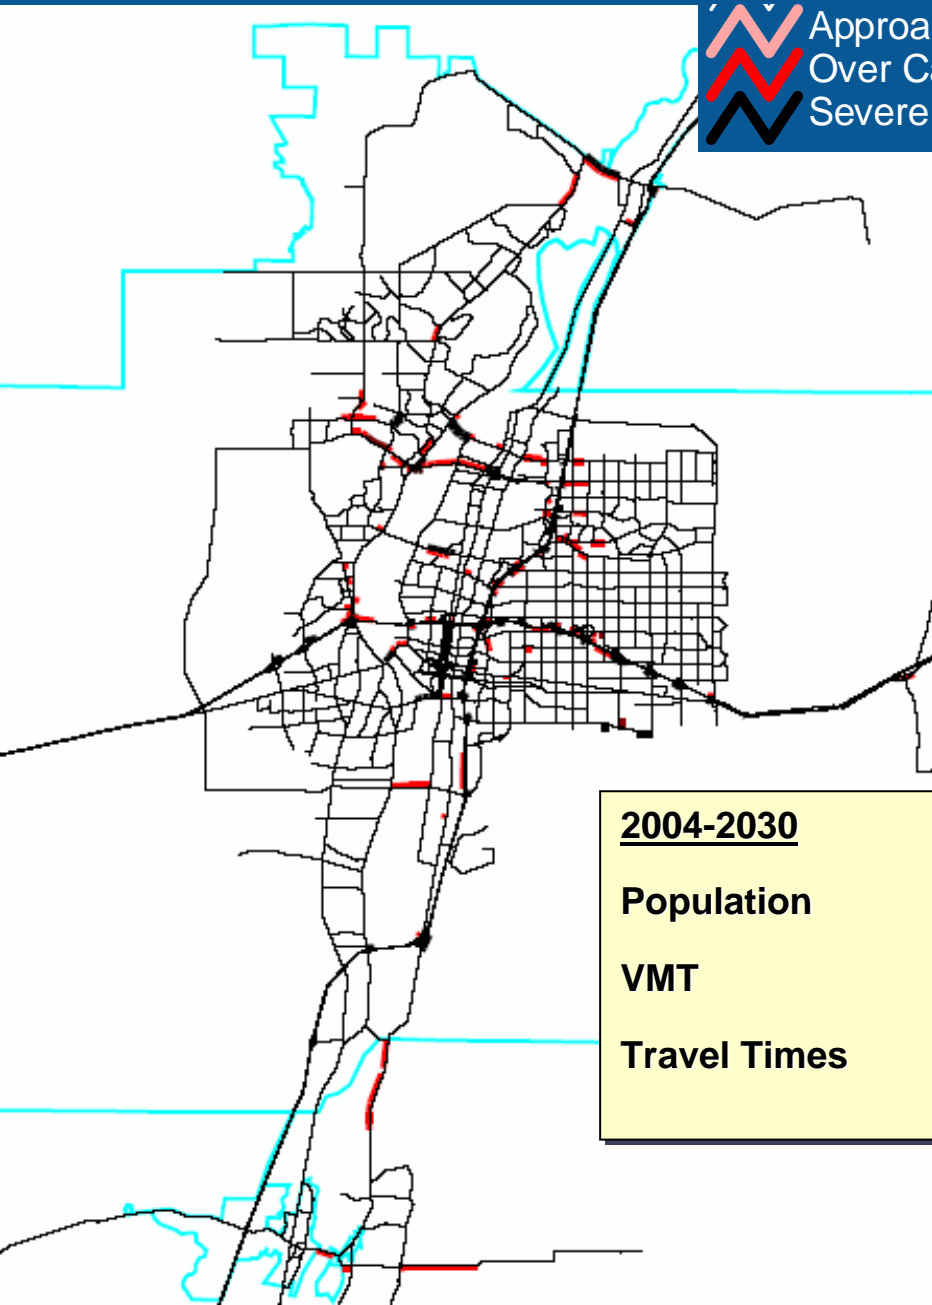 Approa
Over Ca
Severe
2004-2030
Population
VMT
Travel Times